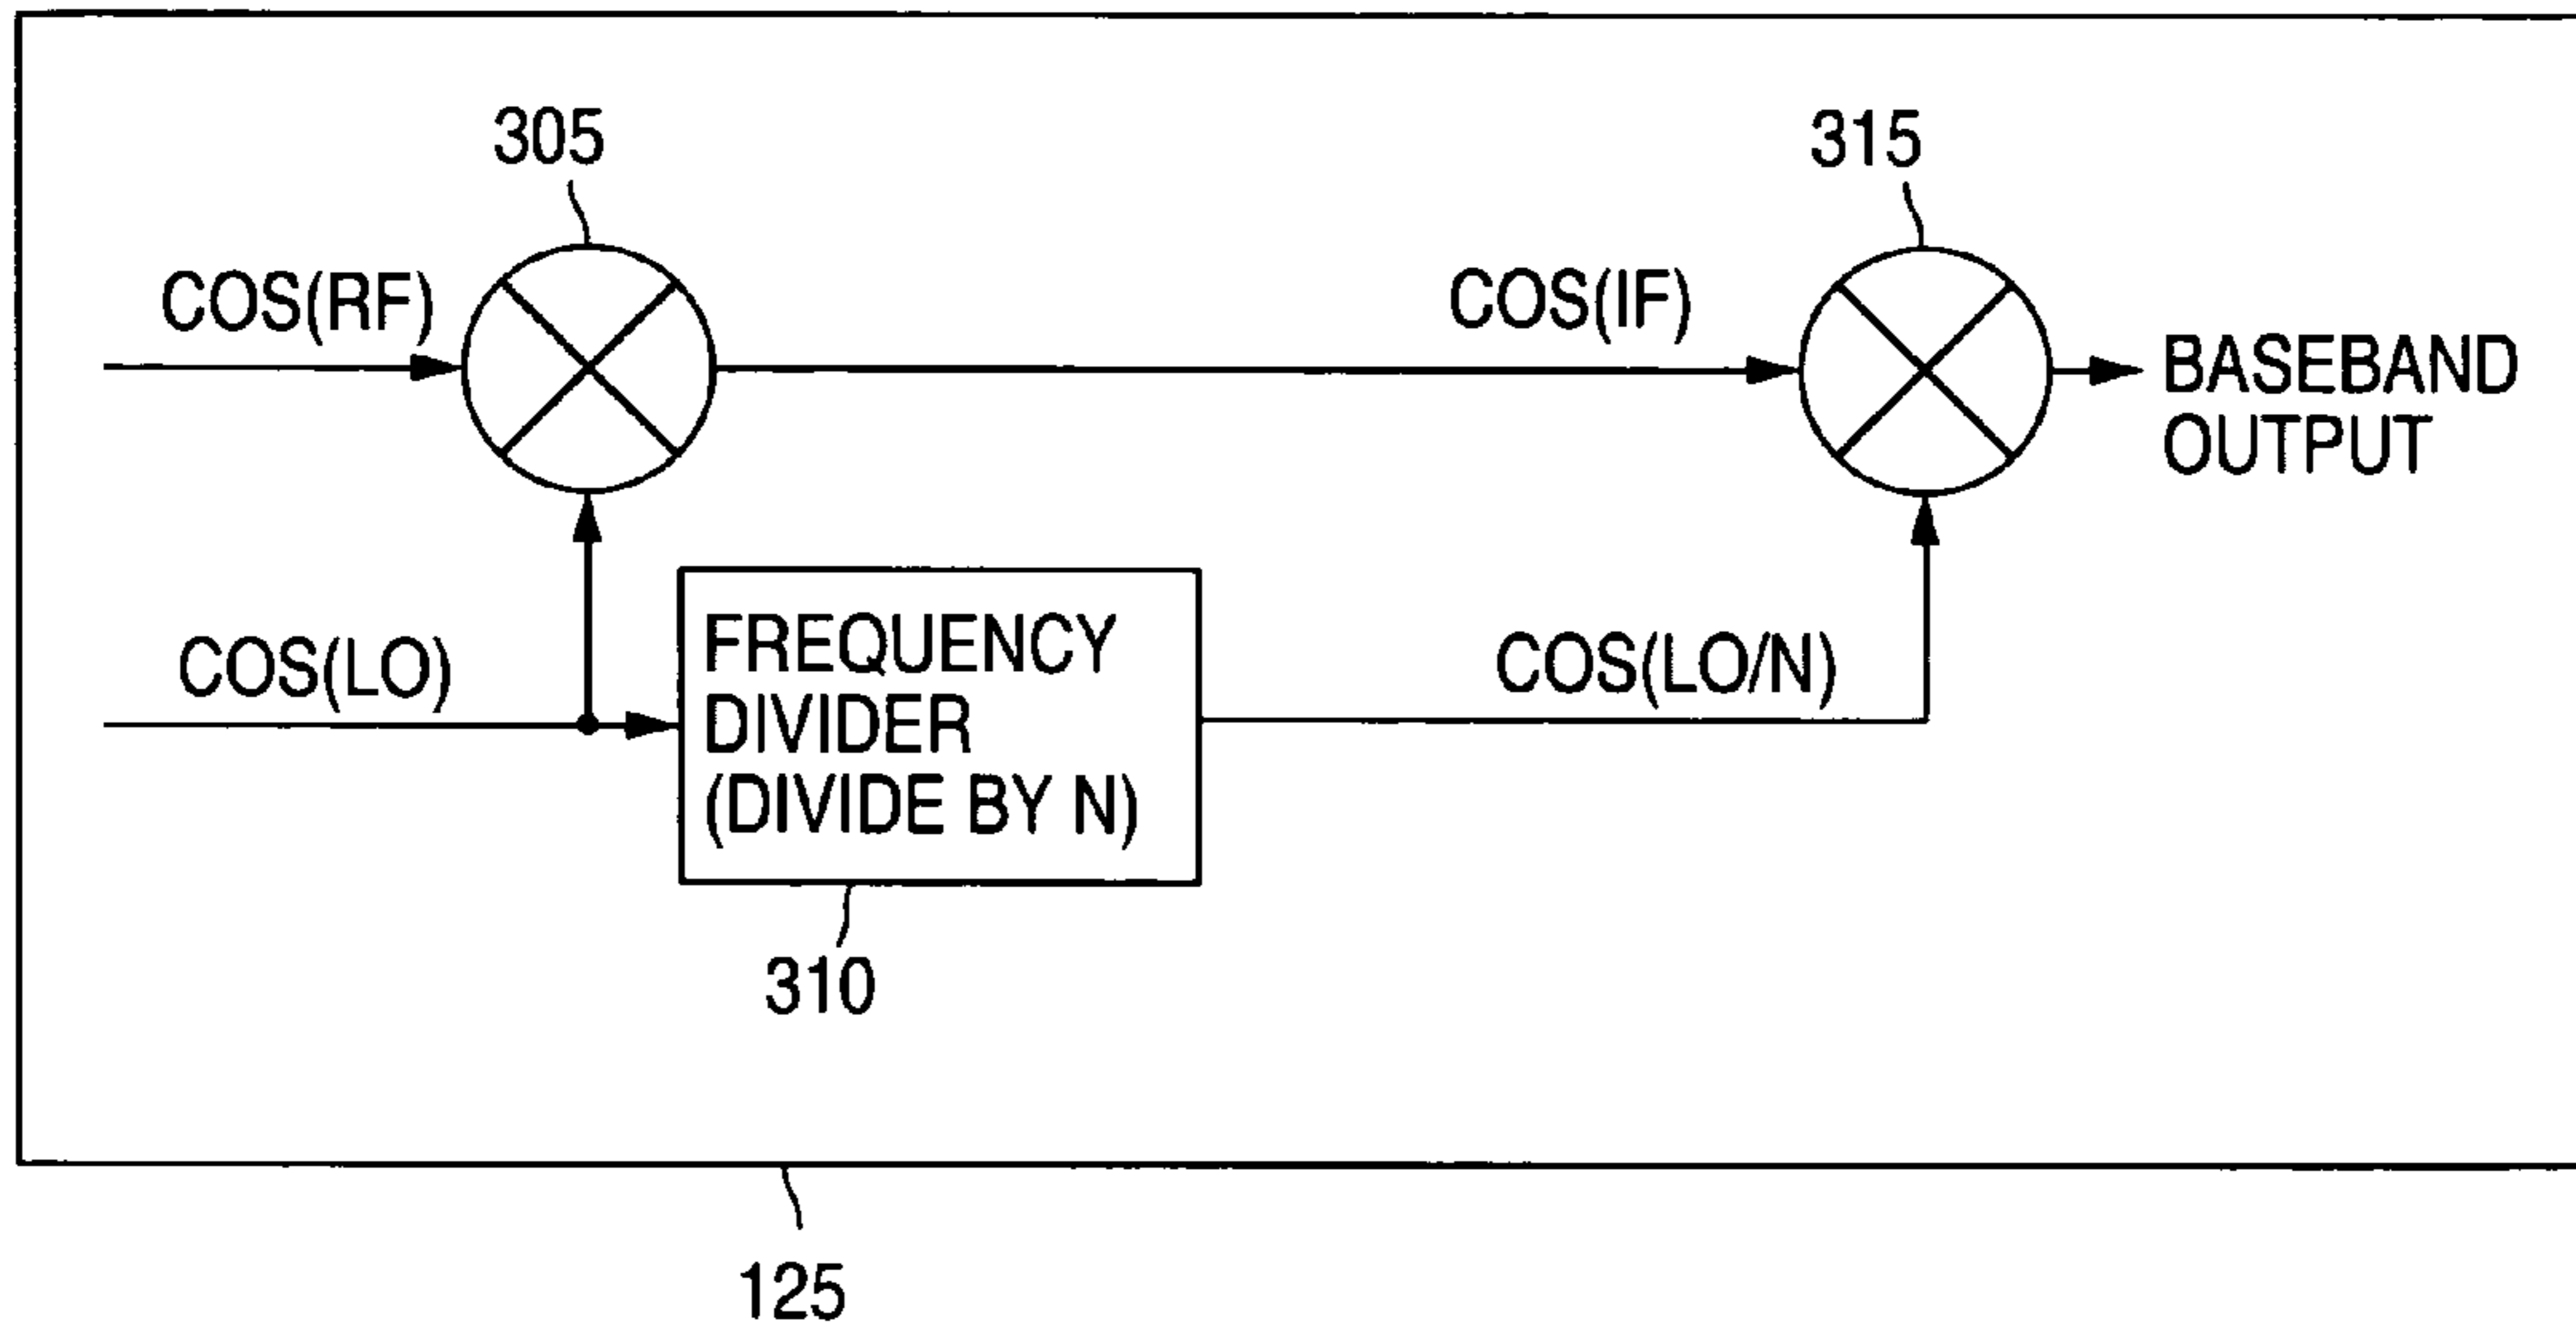 305
315
COS(RF)
COS(IF)
BASEBAND
OUTPUT
COS(LO)
FREQUENCY
DIVIDER
(DIVIDE BY N)
COS(LO/N)
310
125